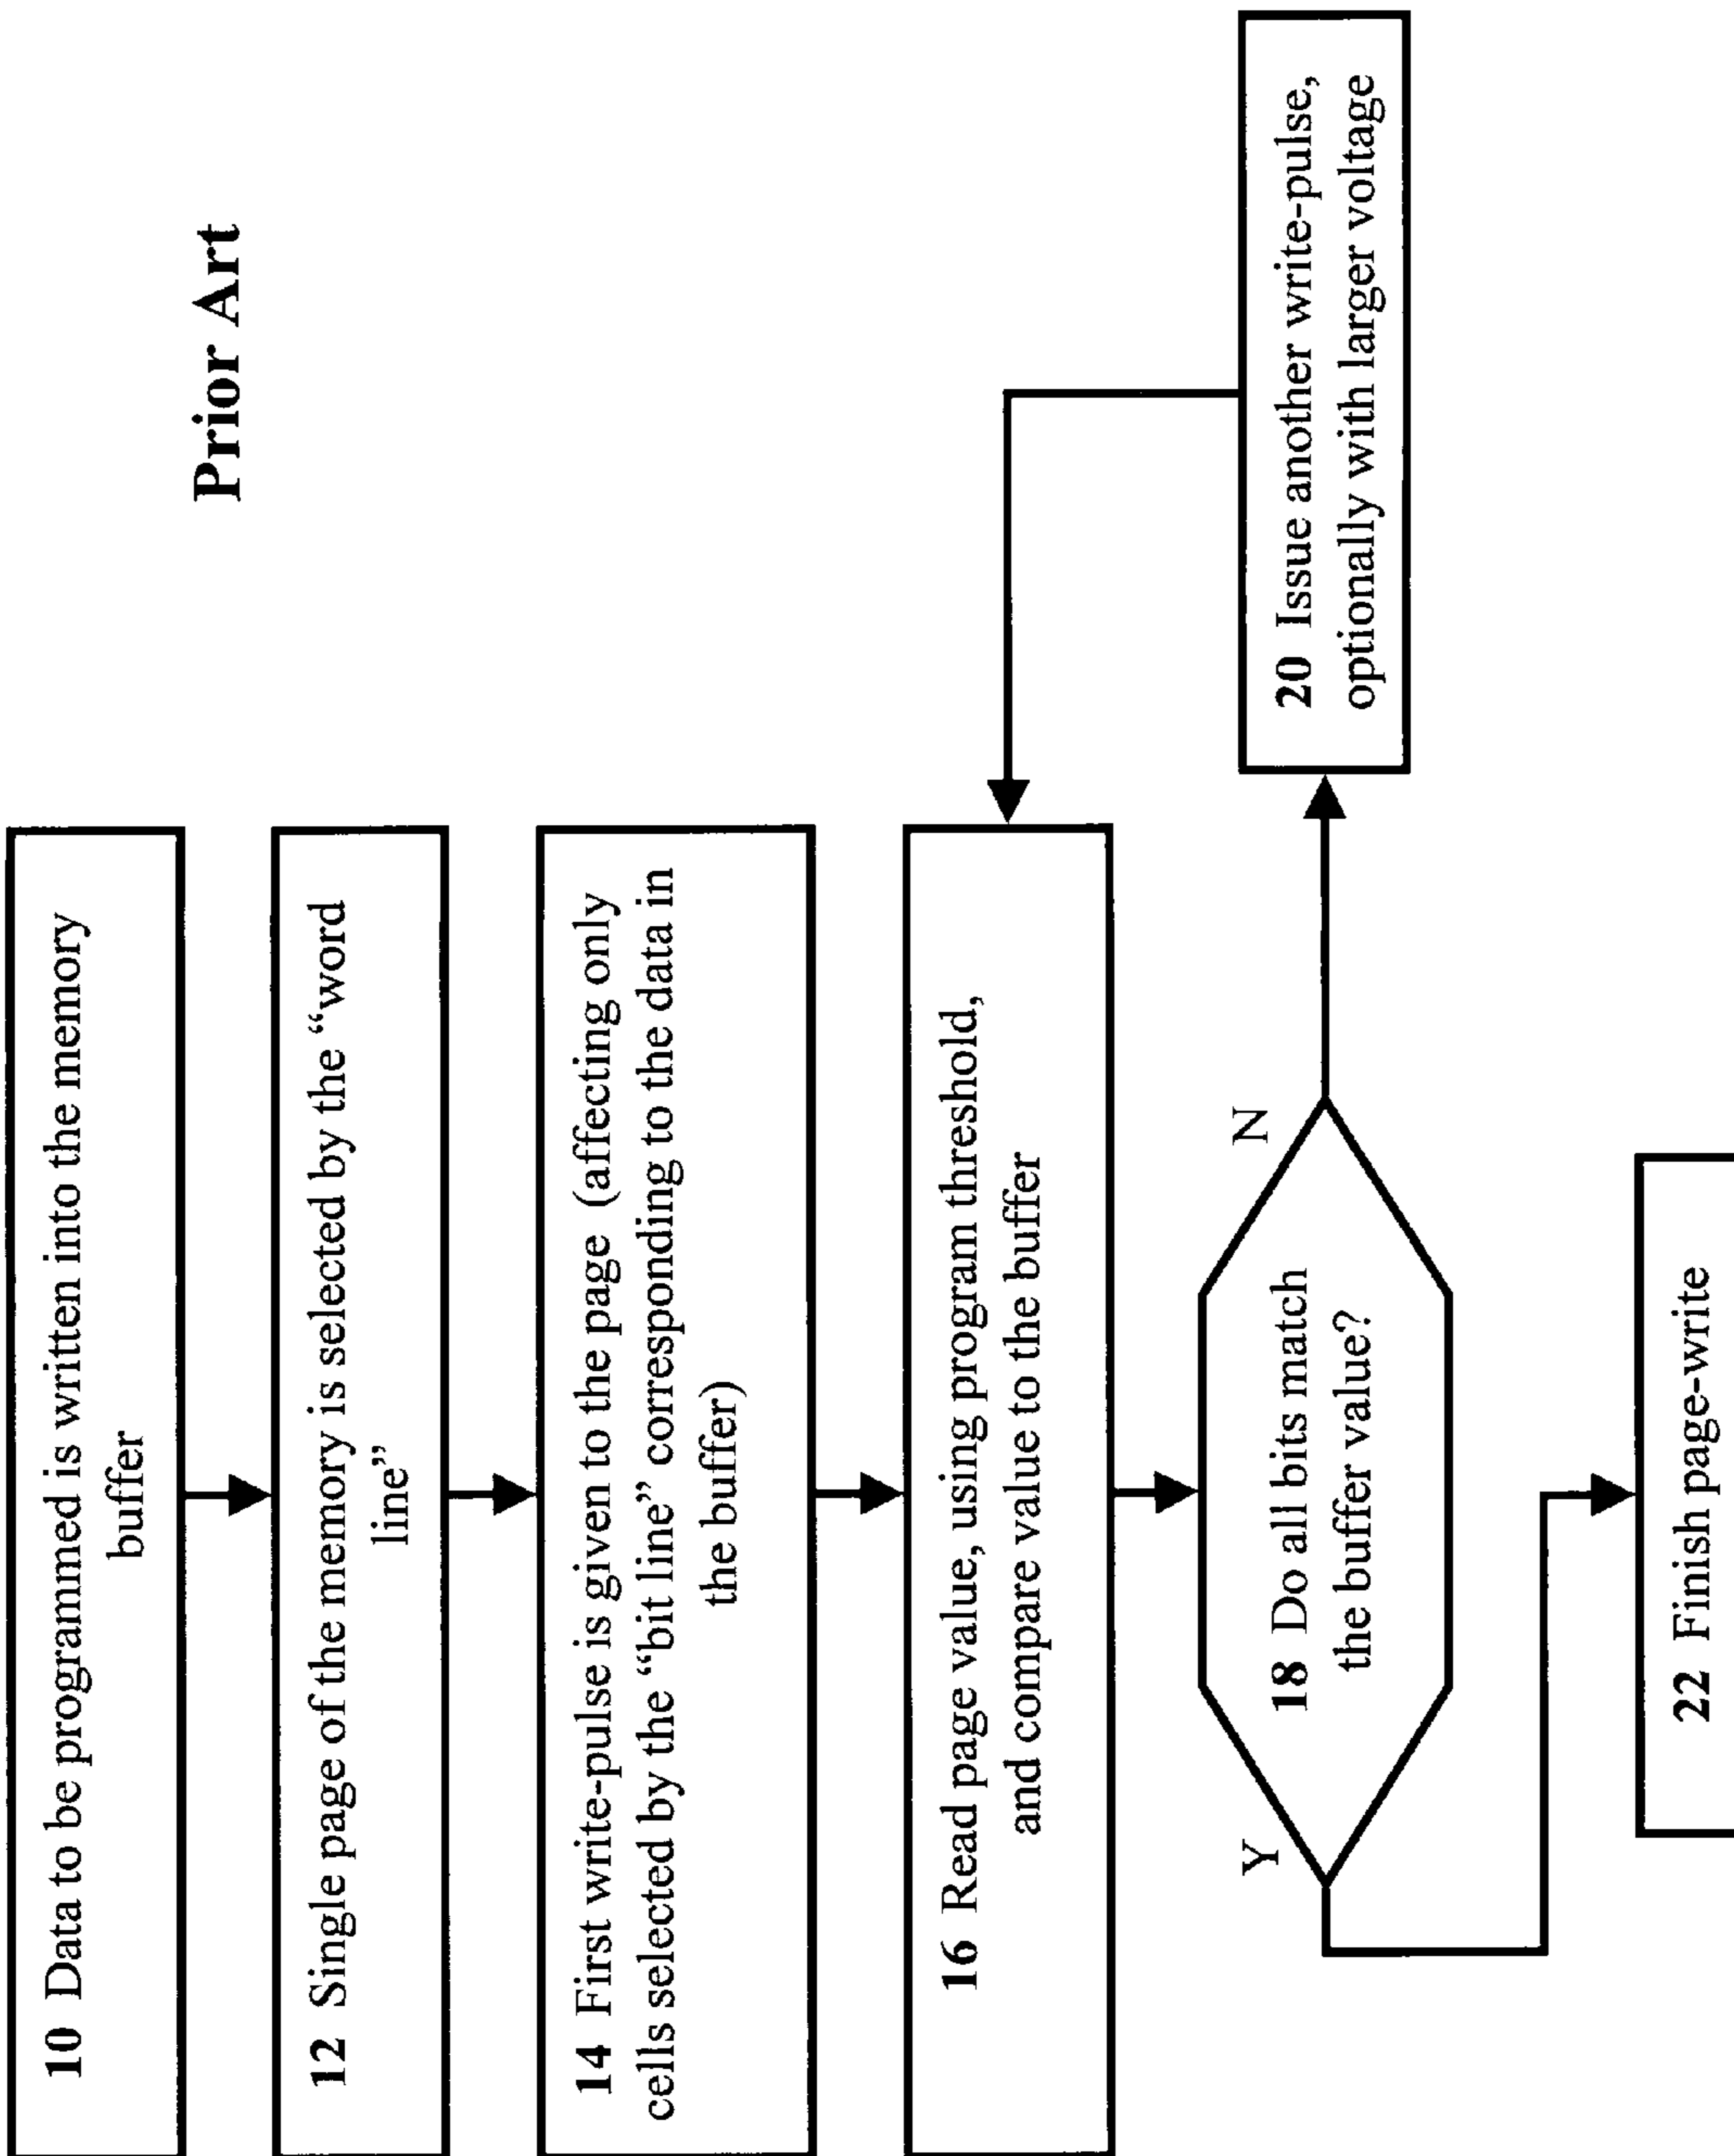 Prior Art
10 Data to be programmed is written into the memory
buffer
12 Single page of the memory is selected by the “word
line”
14 First write-pulse is given to the page (affecting only
cells selected by the “bit line” corresponding to the data in
the buffer)
16 Read page value, using program threshold,
and compare value to the buffer
18 Do all bits match
the buffer value?
Y
N
20 Issue another write-pulse,
optionally with larger voltage
22 Finish page-write